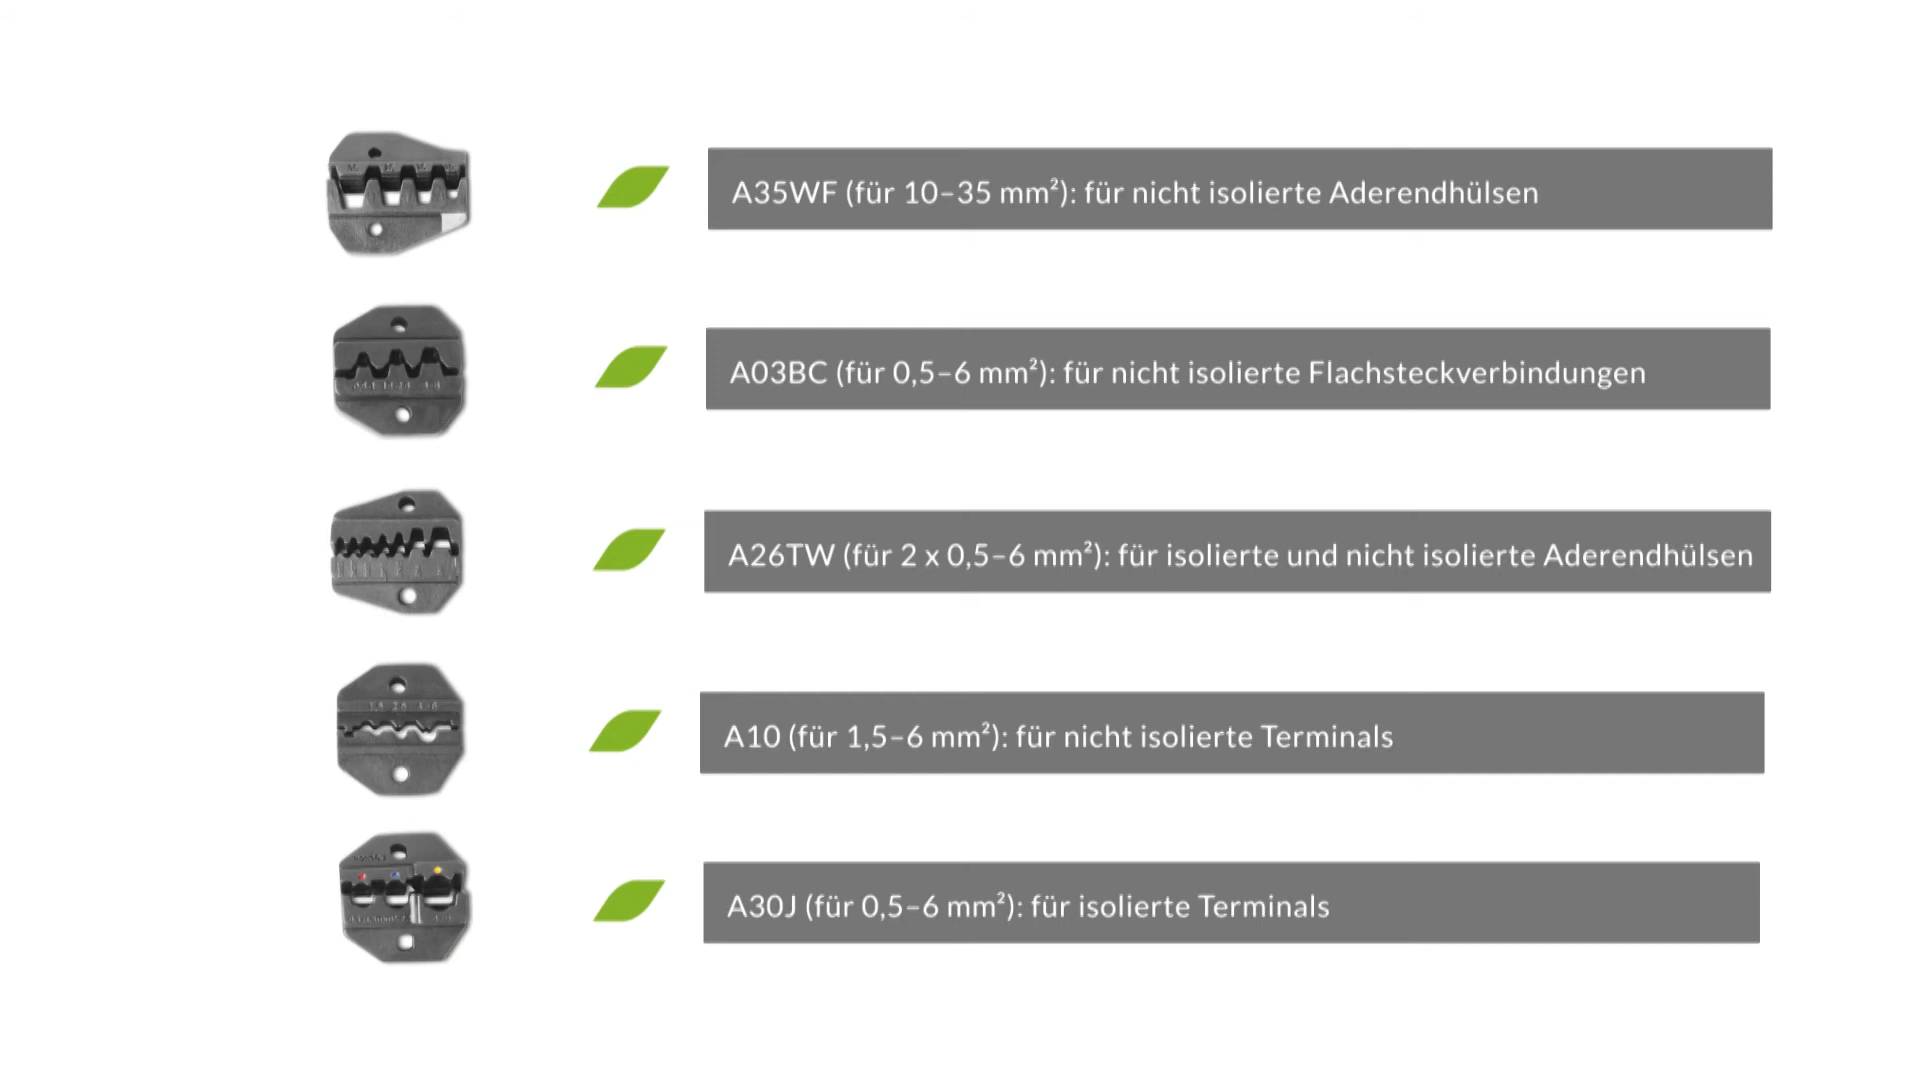 A35WF (für 10–35 mm²): für nicht isolierte Aderendhülsen
A03BC (für 0,5–6 mm²): für nicht isolierte Flachsteckverbindungen
A26TW (für 2 x 0,5–6 mm²): für isolierte und nicht isolierte Aderendhülsen
A10 (für 1,5–6 mm²): für nicht isolierte Terminals
A30J (für 0,5–6 mm²): für isolierte Terminals